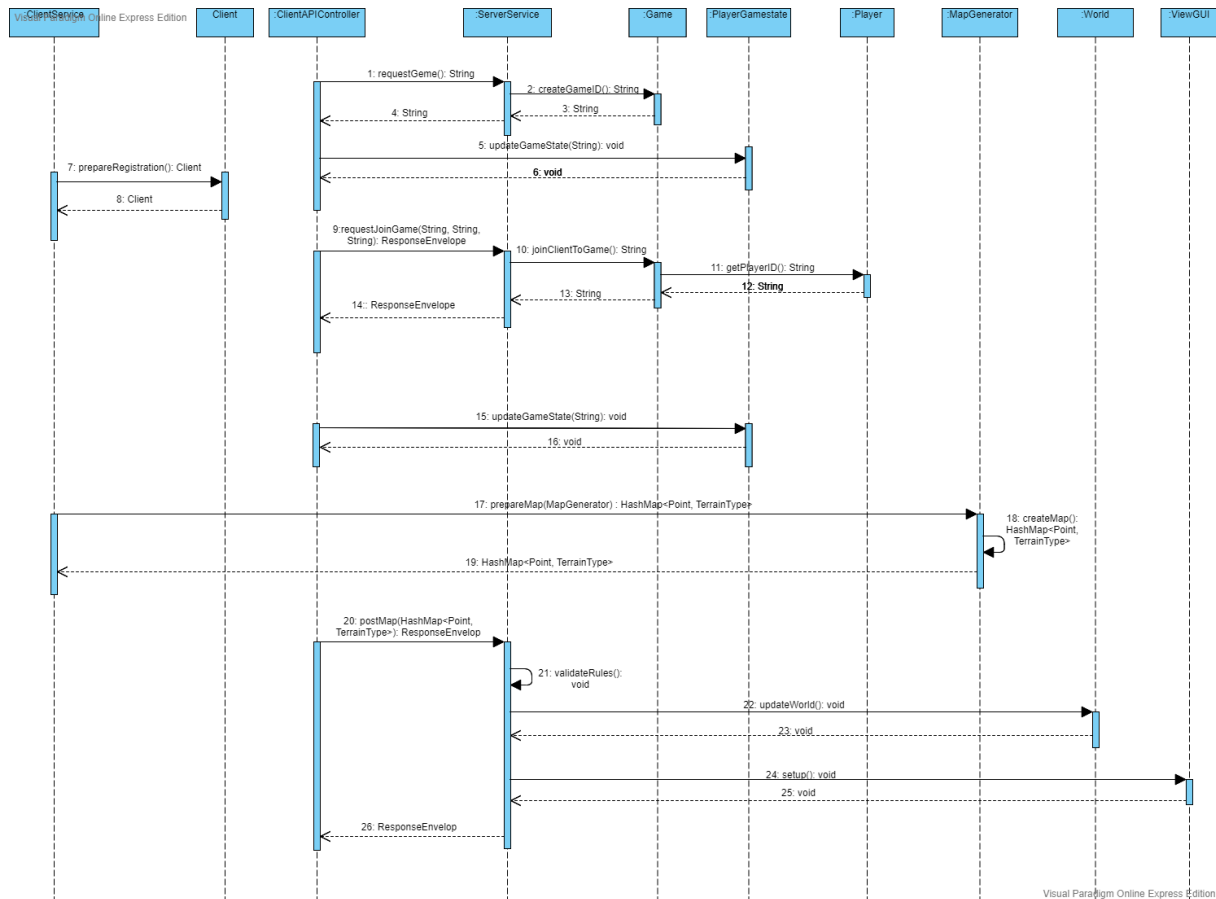 Visual Paradigm Online Express Edition
:ClientService
Client
:ClientAPIController
:ServerService
:Game
:PlayerGamestate
:Player
:MapGenerator
:World
:ViewGUI
1: requestGeme(): String
2: createGameID(): String
3: String
4: String
5: updateGameState(String): void
6: void
7: prepareRegistration(): Client
8: Client
9:requestJoinGame(String, String,
String): ResponseEnvelope
10: joinClientToGame(): String
11: getPlayerID(): String
12: String
13: String
14:: ResponseEnvelope
15: updateGameState(String): void
16: void
17: prepareMap(MapGenerator) : HashMap<Point, TerrainType>
18: createMap():
HashMap<Point,
TerrainType>
19: HashMap<Point, TerrainType>
20: postMap(HashMap<Point,
TerrainType>): ResponseEnvelop
21: validateRules():
void
22: updateWorld(): void
23: void
24: setup(): void
25: void
26: ResponseEnvelop
Visual Paradigm Online Express Edition